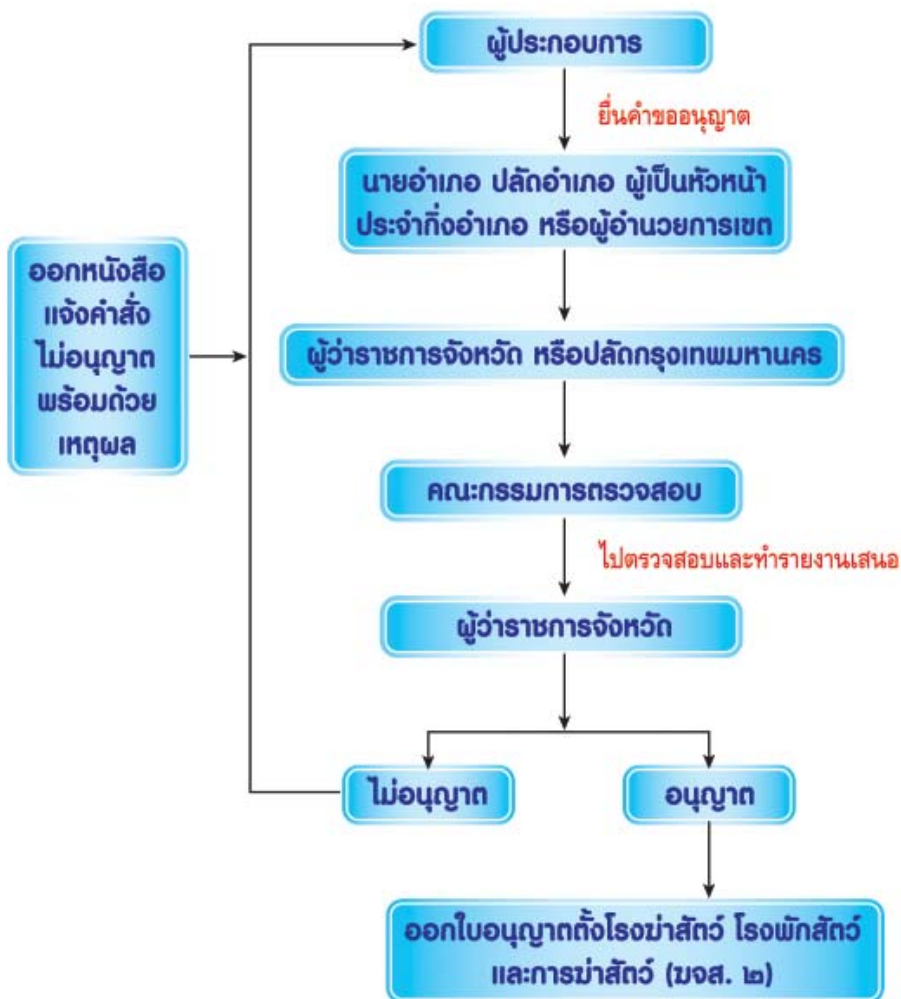 ผู้ประกอบการ
ยื่นคำขออนุญาต
นายอำเภอ ปลัดอำเภอ ผู้เป็นหัวหน้า
ประจำกิ่งอำเภอ หรือผู้อำนวยการเขต
ออกหนังสือ
แจ้งคำสั่ง
ไม่อนุญาต
พร้อมด้วย
เหตุผล
ผู้ว่าราชการจังหวัด หรือปลัดกรุงเทพมหานคร
คณะกรรมการตรวจสอบ
ไปตรวจสอบและทำรายงานเสนอ
ผู้ว่าราชการจังหวัด
ไม่อนุญาต
อนุญาต
ออกใบอนุญาตตั้งโรงฆ่าสัตว์ โรงพักสัตว์
และการฆ่าสัตว์ (ฆจส. ๒)